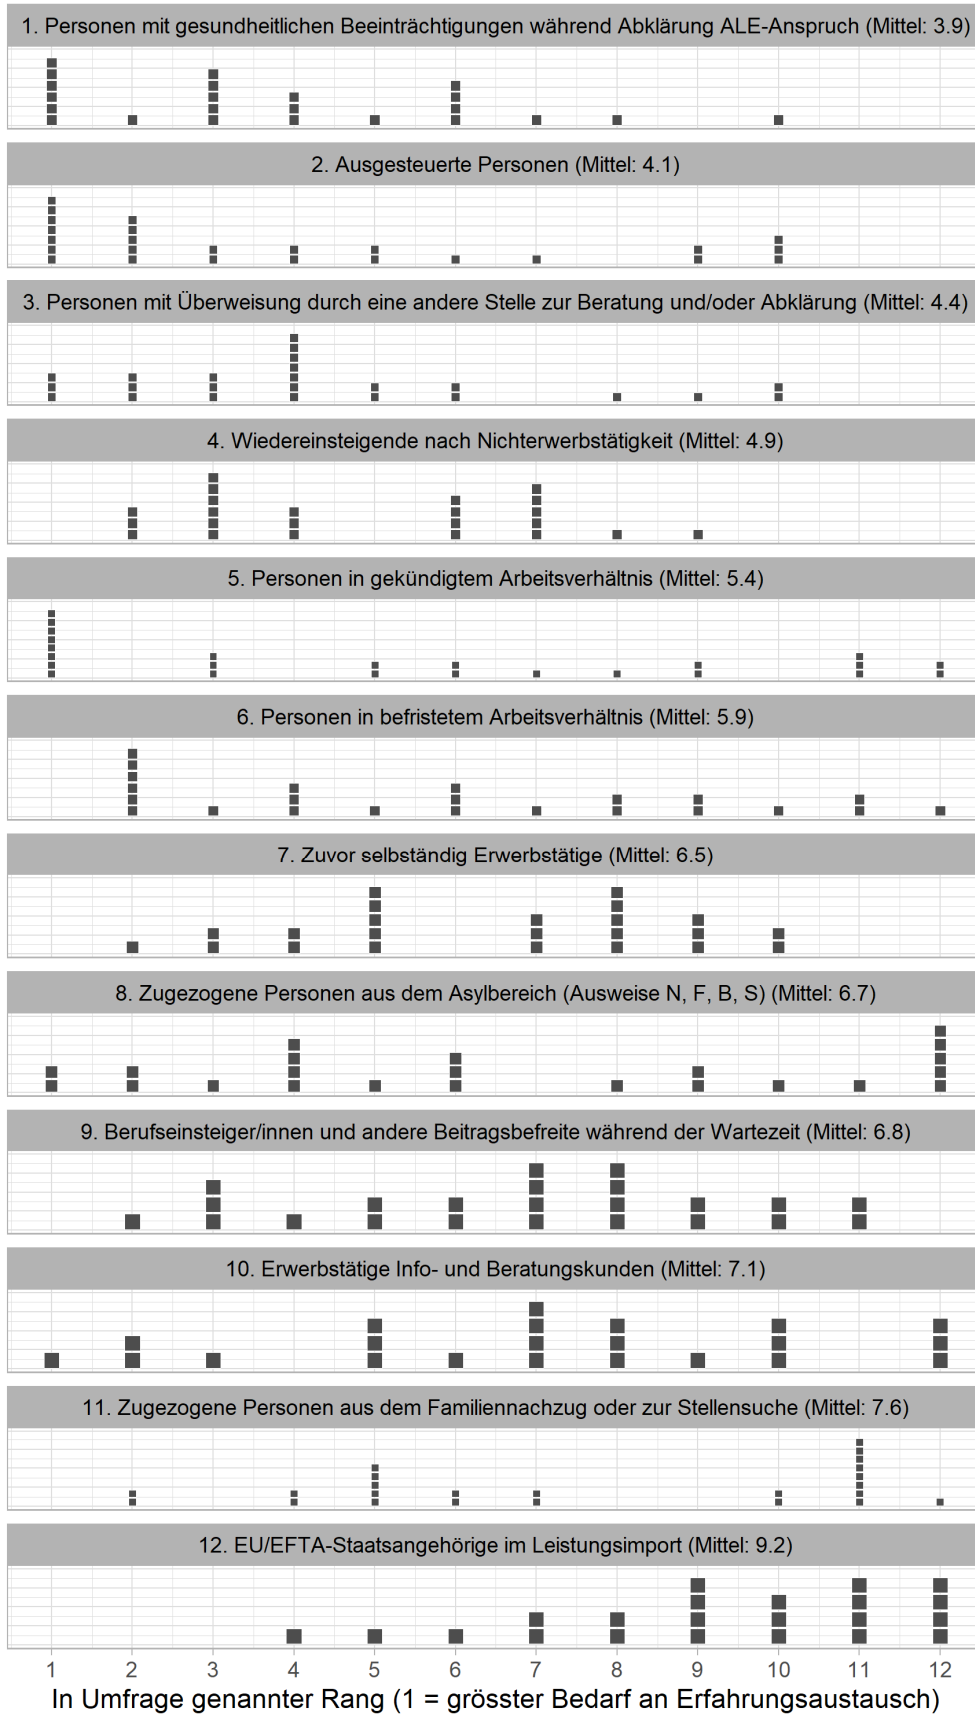 1. Personen mit gesundheitlichen Beeinträchtigungen während Abklärung ALE-Anspruch (Mittel: 3.9)
2. Ausgesteuerte Personen (Mittel: 4.1)
3. Personen mit Überweisung durch eine andere Stelle zur Beratung und/oder Abklärung (Mittel: 4.4)
4. Wiedereinsteigende nach Nichterwerbstätigkeit (Mittel: 4.9)
5. Personen in gekündigtem Arbeitsverhältnis (Mittel: 5.4)
6. Personen in befristetem Arbeitsverhältnis (Mittel: 5.9)
7. Zuvor selbständig Erwerbstätige (Mittel: 6.5)
8. Zugezogene Personen aus dem Asylbereich (Ausweise N, F, B, S) (Mittel: 6.7)
9. Berufseinsteiger/innen und andere Beitragsbefreite während der Wartezeit (Mittel: 6.8)
10. Erwerbstätige Info- und Beratungskunden (Mittel: 7.1)
11. Zugezogene Personen aus dem Familiennachzug oder zur Stellensuche (Mittel: 7.6)
12. EU/EFTA-Staatsangehörige im Leistungsimport (Mittel: 9.2)
1 2 3 4 5 6 7 8 9 10 11 12
In Umfrage genannter Rang (1 = grösster Bedarf an Erfahrungsaustausch)